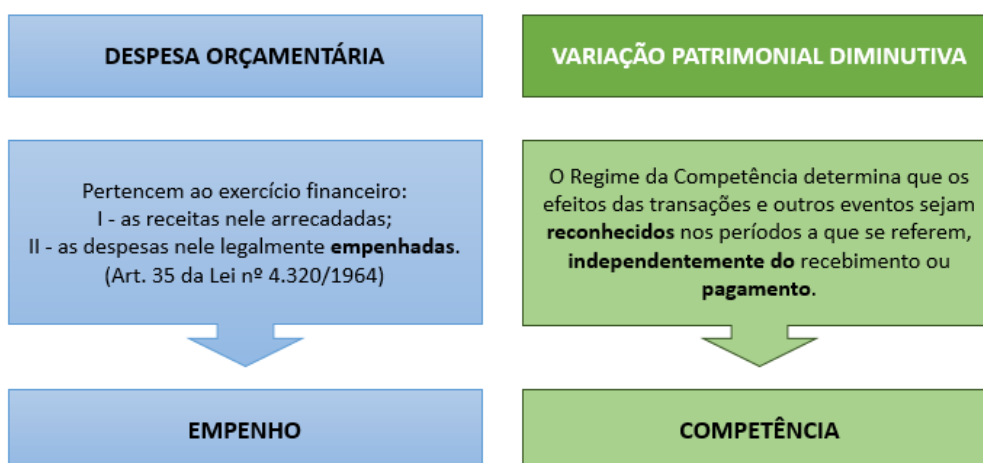 DESPESA ORÇAMENTÁRIA
Pertencem ao exercício financeiro:
I - as receitas nele arrecadadas;
II - as despesas nele legalmente empenhadas.
(Art. 35 da Lei nº 4.320/1964)
EMPENHO
VARIAÇÃO PATRIMONIAL DIMINUTIVA
O Regime da Competência determina que os
efeitos das transações e outros eventos sejam
reconhecidos nos períodos a que se referem,
independentemente do recebimento ou
pagamento.
COMPETÊNCIA